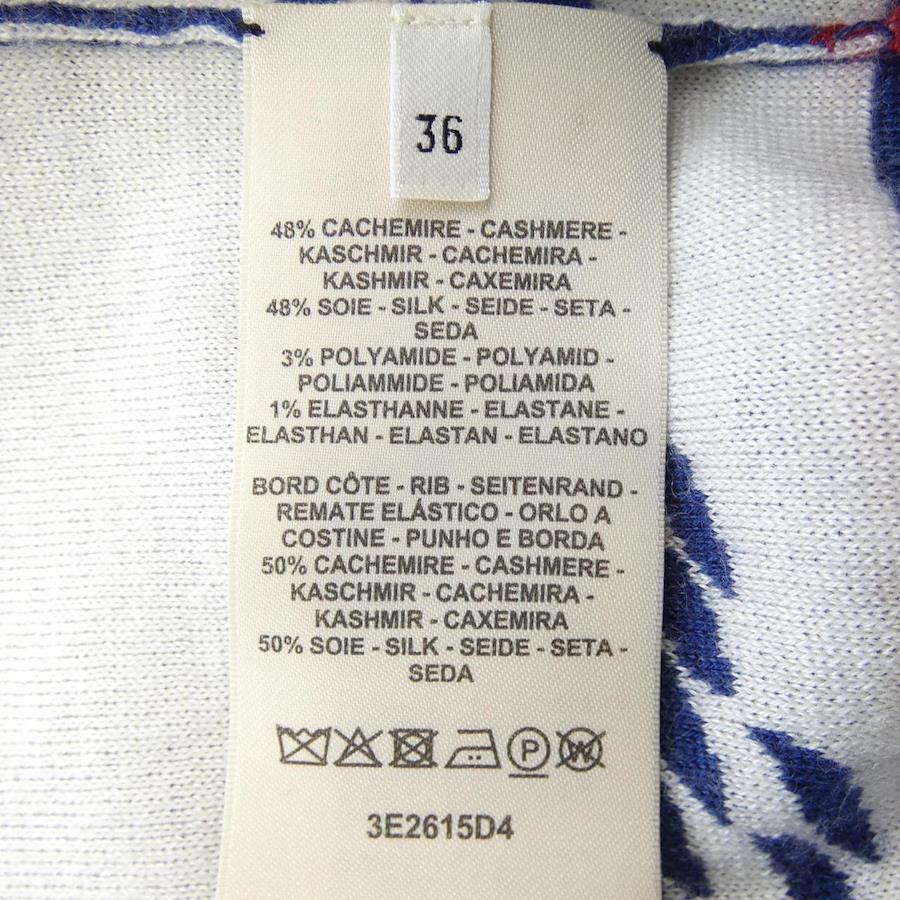 36
48% CACHEMIRE - CASHMERE -
KASCHMIR - CACHEMIRA -
KASHMIR - CAXEMIRA
48% SOIE - SILK - SEIDE - SETA -
SEDA
3% POLYAMIDE - POLYAMID -
POLIAMMIDE - POLIAMIDA
1% ELASTHANNE - ELASTANE -
ELASTHAN - ELASTAN - ELASTANO
BORD CÔTE - RIB - SEITENRAND -
REMATE ELÁSTICO - ORLO A
COSTINE - PUNHO E BORDA
50% CACHEMIRE - CASHMERE -
KASCHMIR - CACHEMIRA -
KASHMIR - CAXEMIRA
50% SOIE - SILK - SEIDE - SETA -
SEDA
P W
3E2615D4